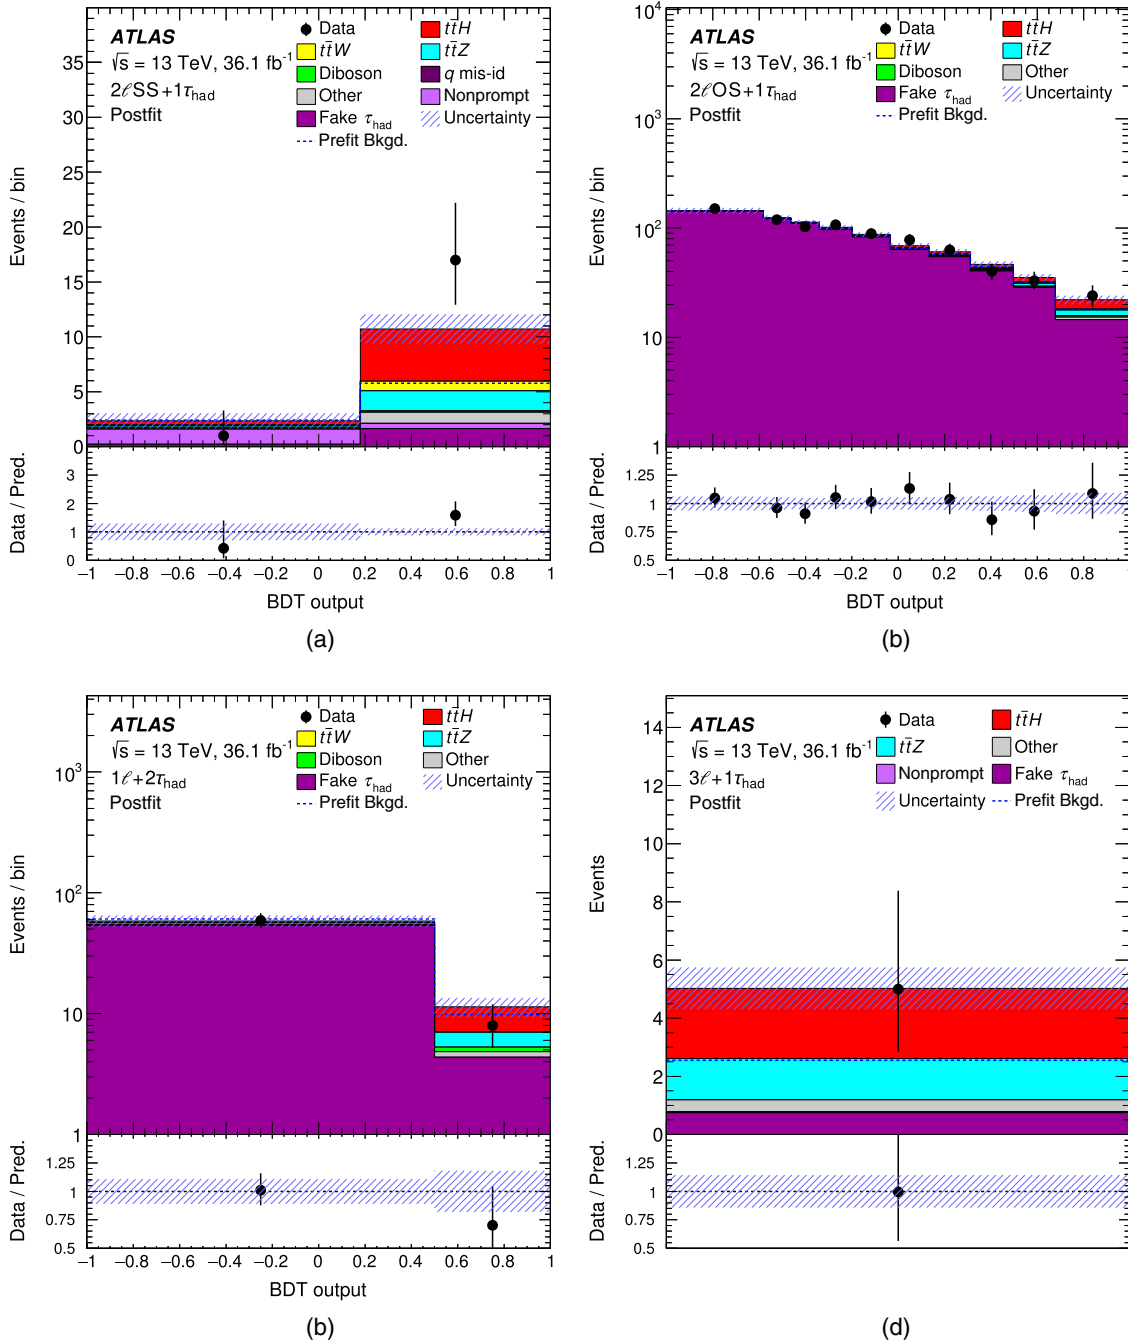 ATLAS
√s = 13 TeV, 36.1 fb⁻¹
2ℓSS+1τhad
Postfit
Data
tt̄H
tt̄W
tt̄Z
Diboson
q mis-id
Other
Nonprompt
Fake τhad
Uncertainty
Prefit Bkgd.
Events / bin
35
30
25
20
15
10
5
0
Data / Pred.
3
2
1
0
−1 −0.8 −0.6 −0.4 −0.2 0 0.2 0.4 0.6 0.8 1
BDT output
(a)
ATLAS
√s = 13 TeV, 36.1 fb⁻¹
2ℓOS+1τhad
Postfit
Data
tt̄H
tt̄W
tt̄Z
Diboson
Other
Fake τhad
Uncertainty
Prefit Bkgd.
Events / bin
10⁴
10³
10²
10
1
Data / Pred.
1.25
1
0.75
0.5
−1 −0.8 −0.6 −0.4 −0.2 0 0.2 0.4 0.6 0.8 1
BDT output
(b)
ATLAS
√s = 13 TeV, 36.1 fb⁻¹
1ℓ+2τhad
Postfit
Data
tt̄H
tt̄W
tt̄Z
Diboson
Other
Fake τhad
Uncertainty
Prefit Bkgd.
Events / bin
10³
10²
10
1
Data / Pred.
1.25
1
0.75
0.5
−1 −0.8 −0.6 −0.4 −0.2 0 0.2 0.4 0.6 0.8 1
BDT output
(b)
ATLAS
√s = 13 TeV, 36.1 fb⁻¹
3ℓ+1τhad
Postfit
Data
tt̄H
tt̄Z
Other
Nonprompt
Fake τhad
Uncertainty
Prefit Bkgd.
Events
14
12
10
8
6
4
2
0
Data / Pred.
1.25
1
0.75
0.5
(d)